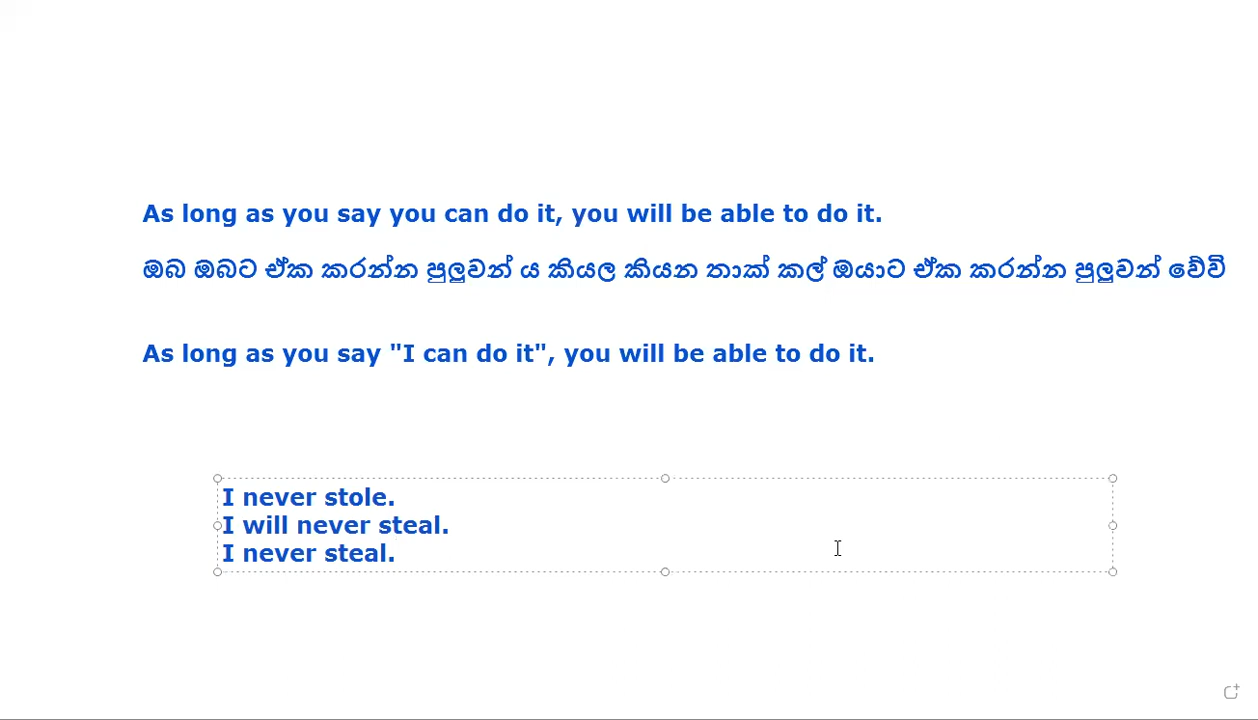 As long as you say you can do it, you will be able to do it.
ඔබ ඔබට ඒක කරන්න පුලුවන් ය කියල කියන තාක් කල් ඔයාට ඒක කරන්න පුලුවන් වේවි
As long as you say "I can do it", you will be able to do it.
I never stole.
I will never steal.
I never steal.